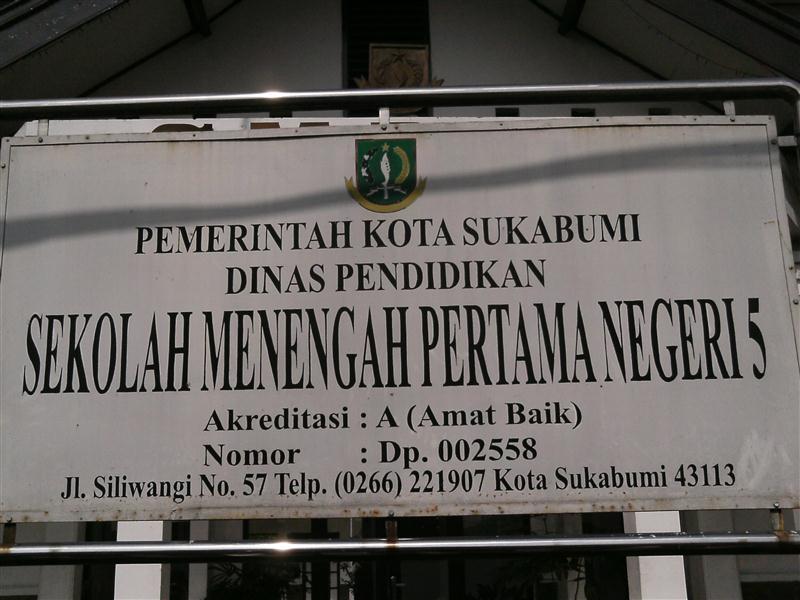 PEMERINTAH KOTA SUKABUMI
DINAS PENDIDIKAN
SEKOLAH MENENGAH PERTAMA NEGERI 5
Akreditasi : A (Amat Baik)
Nomor : Dp. 002558
Jl. Siliwangi No. 57 Telp. (0266) 221907 Kota Sukabumi 43113